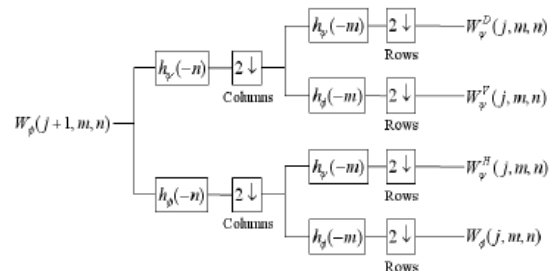 h_ψ(−m) 2↓ W_ψ^D(j,m,n)
Rows
h_ψ(−n) 2↓
Columns
h_ϕ(−m) 2↓ W_ψ^V(j,m,n)
Rows
W_ϕ(j+1,m,n)
h_ψ(−m) 2↓ W_ψ^H(j,m,n)
Rows
h_ϕ(−n) 2↓
Columns
h_ϕ(−m) 2↓ W_ϕ(j,m,n)
Rows